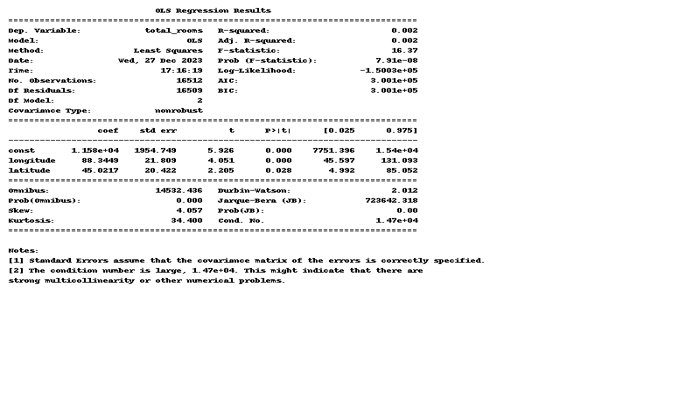 OLS Regression Results
==============================================================================
Dep. Variable: total_rooms R-squared: 0.002
Model: OLS Adj. R-squared: 0.002
Method: Least Squares F-statistic: 16.37
Date: Wed, 27 Dec 2023 Prob (F-statistic): 7.91e-08
Time: 17:16:19 Log-Likelihood: -1.5003e+05
No. Observations: 16512 AIC: 3.001e+05
Df Residuals: 16509 BIC: 3.001e+05
Df Model: 2
Covariance Type: nonrobust
==============================================================================
coef std err t P>|t| [0.025 0.975]
------------------------------------------------------------------------------
const 1.158e+04 1954.749 5.926 0.000 7751.396 1.54e+04
longitude 88.3449 21.809 4.051 0.000 45.597 131.093
latitude 45.0217 20.422 2.205 0.028 4.992 85.052
==============================================================================
Omnibus: 14532.436 Durbin-Watson: 2.012
Prob(Omnibus): 0.000 Jarque-Bera (JB): 723642.318
Skew: 4.057 Prob(JB): 0.00
Kurtosis: 34.400 Cond. No. 1.47e+04
==============================================================================
Notes:
[1] Standard Errors assume that the covariance matrix of the errors is correctly specified.
[2] The condition number is large, 1.47e+04. This might indicate that there are
strong multicollinearity or other numerical problems.